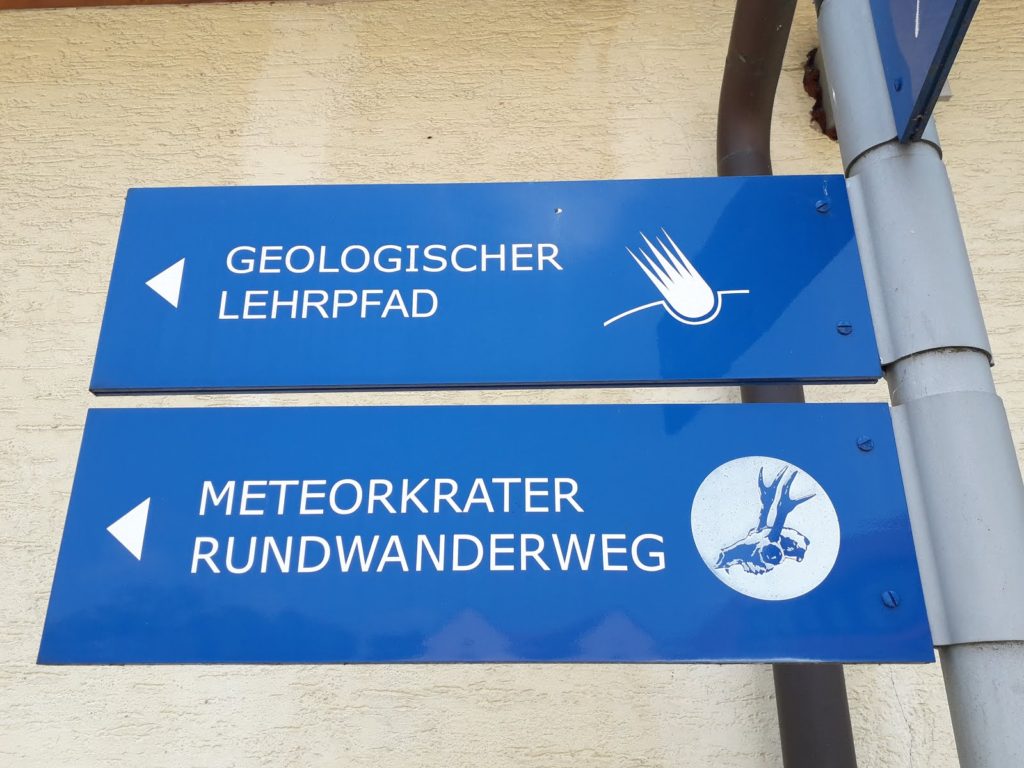 GEOLOGISCHER
LEHRPFAD
METEORKRATER
RUNDWANDERWEG